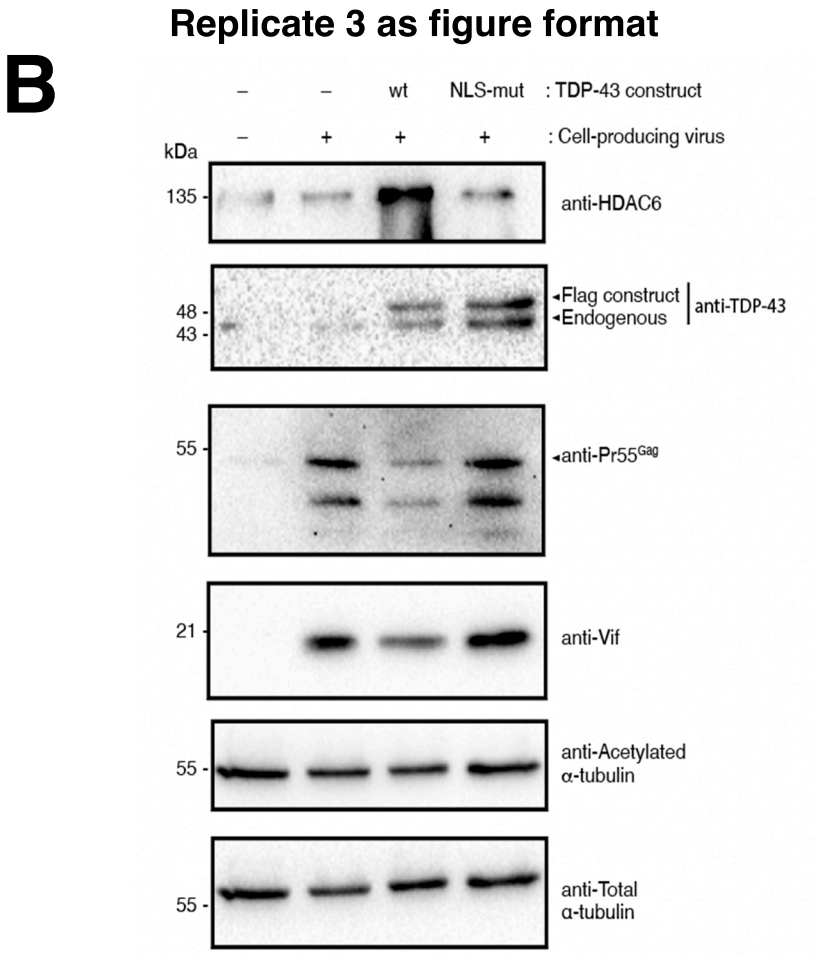 Replicate 3 as figure format
B
– – wt NLS-mut : TDP-43 construct
– + + + : Cell-producing virus
kDa
135 -
anti-HDAC6
◂Flag construct
48 -
◂Endogenous
anti-TDP-43
43 -
55 -
◂anti-Pr55Gag
21 -
anti-Vif
anti-Acetylated
55 -
α-tubulin
anti-Total
55 -
α-tubulin